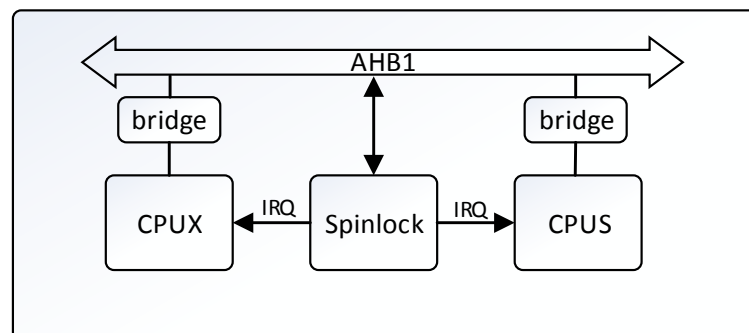 AHB1
bridge
bridge
CPUX
IRQ
Spinlock
IRQ
CPUS